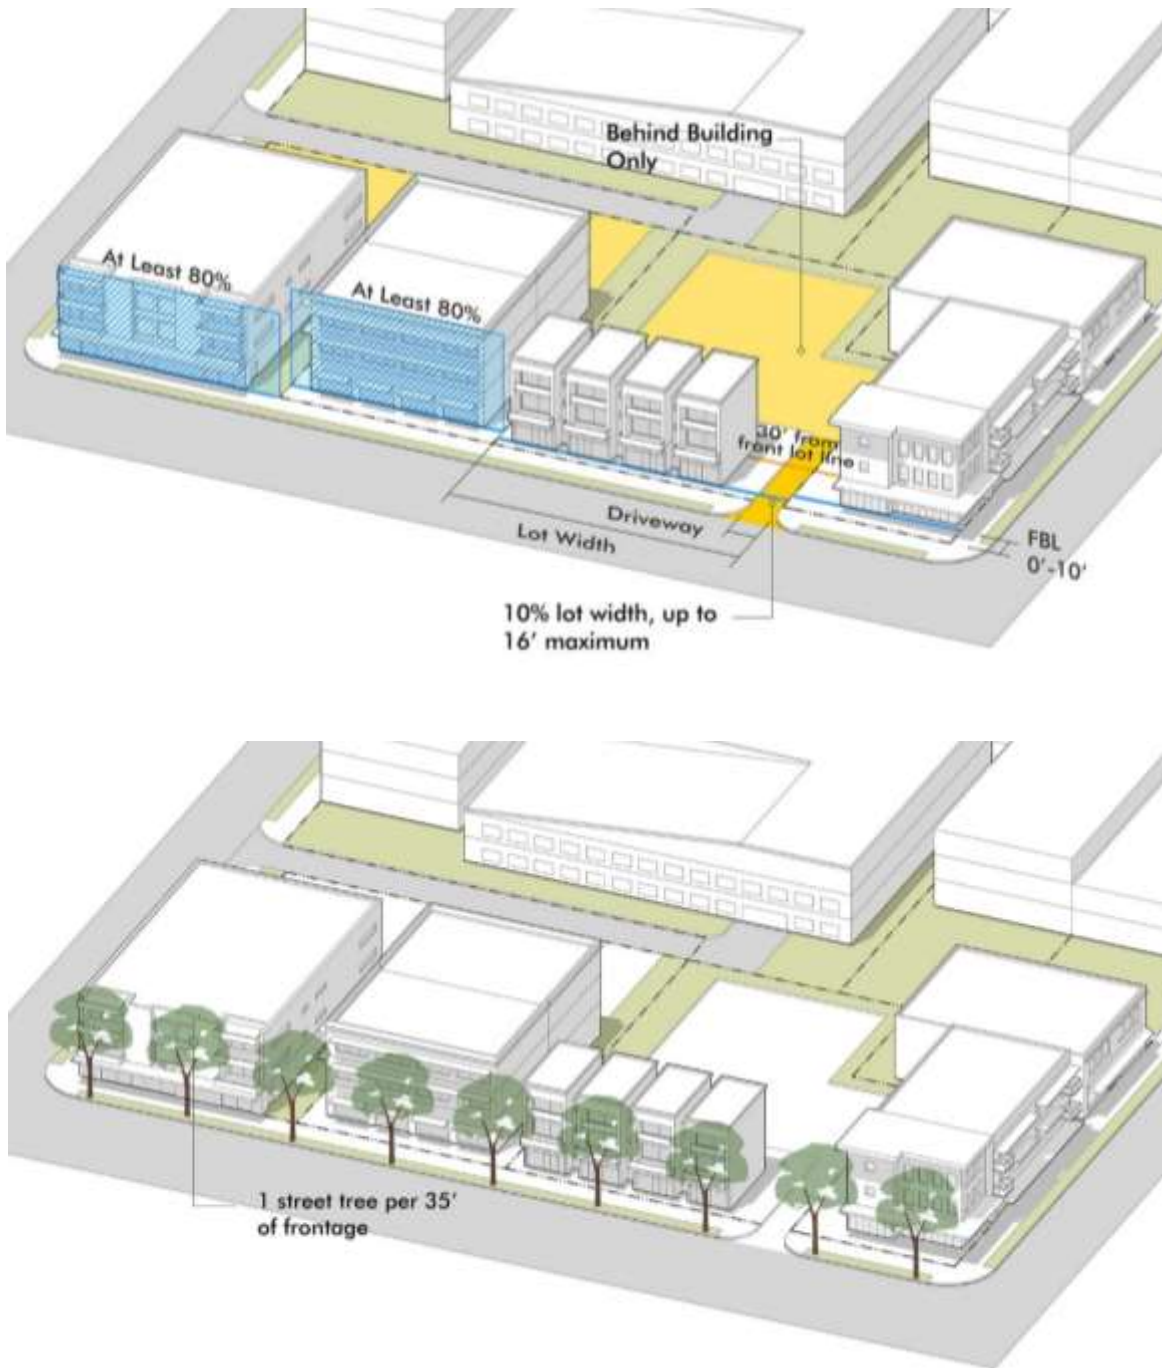 Behind Building
Only
At Least 80%
At Least 80%
30' from
front lot line
Driveway
Lot Width
FBL
0'-10'
10% lot width, up to
16' maximum
1 street tree per 35'
of frontage